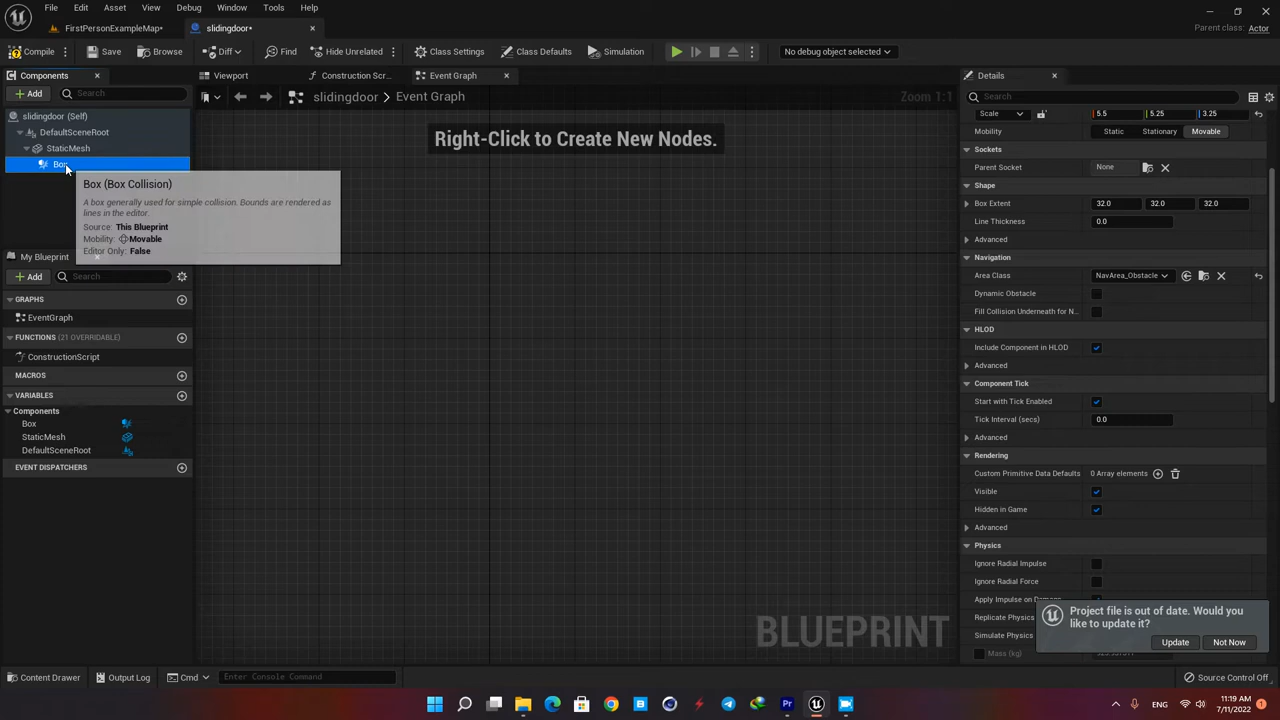 File Edit Asset View Debug Window Tools Help
FirstPersonExampleMap* slidingdoor* Parent class: Actor
Compile Save Browse Diff Find Hide Unrelated Class Settings Class Defaults Simulation No debug object selected
Components Viewport Construction Scr... Event Graph Details
Add Search slidingdoor Event Graph Zoom 1:1 Search
slidingdoor (Self)
DefaultSceneRoot
StaticMesh
Box
Box (Box Collision)
A box generally used for simple collision. Bounds are rendered as
lines in the editor.
Source: This Blueprint
Mobility: Movable
Editor Only: False
Right-Click to Create New Nodes.
My Blueprint
Add Search
GRAPHS
EventGraph
FUNCTIONS (21 OVERRIDABLE)
ConstructionScript
MACROS
VARIABLES
Components
Box
StaticMesh
DefaultSceneRoot
EVENT DISPATCHERS
BLUEPRINT
Scale 5.5 5.25 3.25
Mobility Static Stationary Movable
Sockets
Parent Socket None
Shape
Box Extent 32.0 32.0 32.0
Line Thickness 0.0
Advanced
Navigation
Area Class NavArea_Obstacle
Dynamic Obstacle
Fill Collision Underneath for N...
HLOD
Include Component in HLOD
Advanced
Component Tick
Start with Tick Enabled
Tick Interval (secs) 0.0
Advanced
Rendering
Custom Primitive Data Defaults 0 Array elements
Visible
Hidden in Game
Advanced
Physics
Ignore Radial Impulse
Ignore Radial Force
Apply Impulse on Damage
Replicate Physics
Simulate Physics
Mass (kg)
Project file is out of date. Would you
like to update it?
Update Not Now
Content Drawer Output Log Cmd Enter Console Command Source Control Off
ENG 11:19 AM
7/11/2022